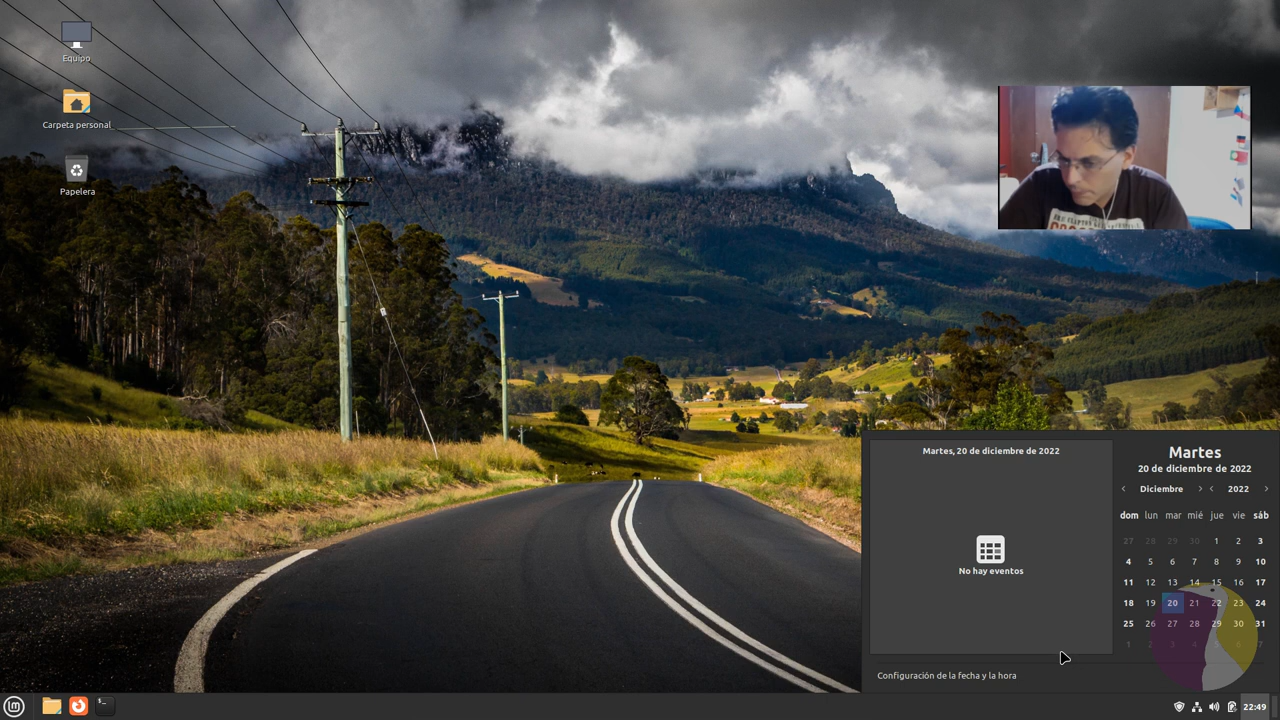 Equipo
Carpeta personal
Papelera
Martes, 20 de diciembre de 2022
No hay eventos
Configuración de la fecha y la hora
Martes
20 de diciembre de 2022
Diciembre 2022
dom lun mar mié jue vie sáb
27 28 29 30 1 2 3
4 5 6 7 8 9 10
11 12 13 14 15 16 17
18 19 20 21 22 23 24
25 26 27 28 29 30 31
1
22:49